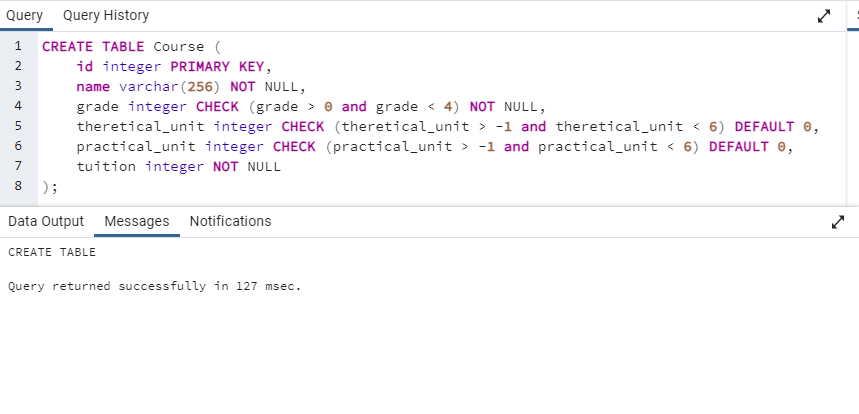 Query Query History
1 CREATE TABLE Course (
2 id integer PRIMARY KEY,
3 name varchar(256) NOT NULL,
4 grade integer CHECK (grade > 0 and grade < 4) NOT NULL,
5 theretical_unit integer CHECK (theretical_unit > -1 and theretical_unit < 6) DEFAULT 0,
6 practical_unit integer CHECK (practical_unit > -1 and practical_unit < 6) DEFAULT 0,
7 tuition integer NOT NULL
8 );
Data Output Messages Notifications
CREATE TABLE
Query returned successfully in 127 msec.